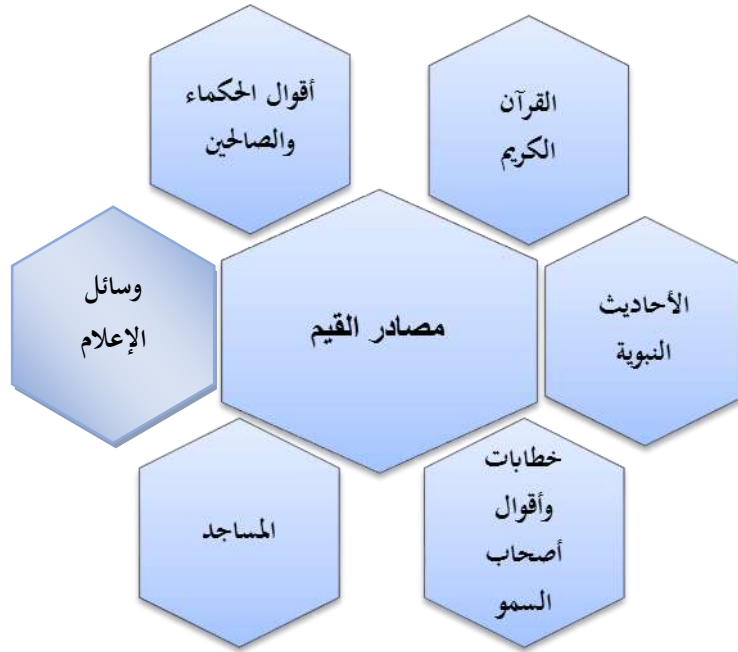 القرآن
الكريم
أقوال الحكماء
والصالحين
الأحاديث
النبوية
مصادر القيم
وسائل
الإعلام
خطابات
وأقوال
أصحاب
السمو
المساجد